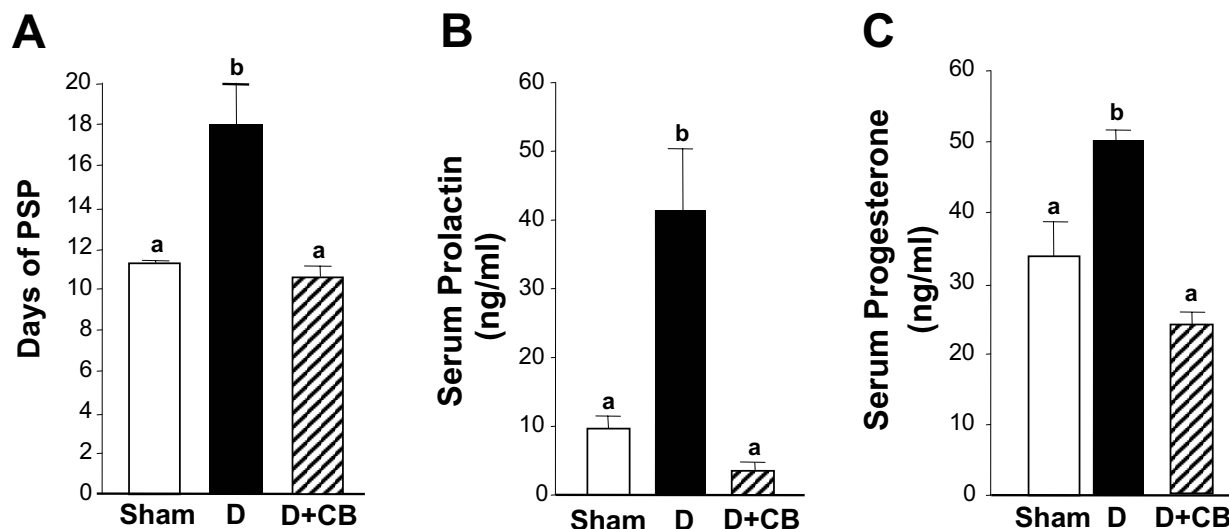 A
Days of PSP
20
18
16
14
12
10
8
6
4
2
0
a
b
a
Sham D D+CB
B
Serum Prolactin
(ng/ml)
60
50
40
30
20
10
0
a
b
a
Sham D D+CB
C
Serum Progesterone
(ng/ml)
60
50
40
30
20
10
0
a
b
a
Sham D D+CB